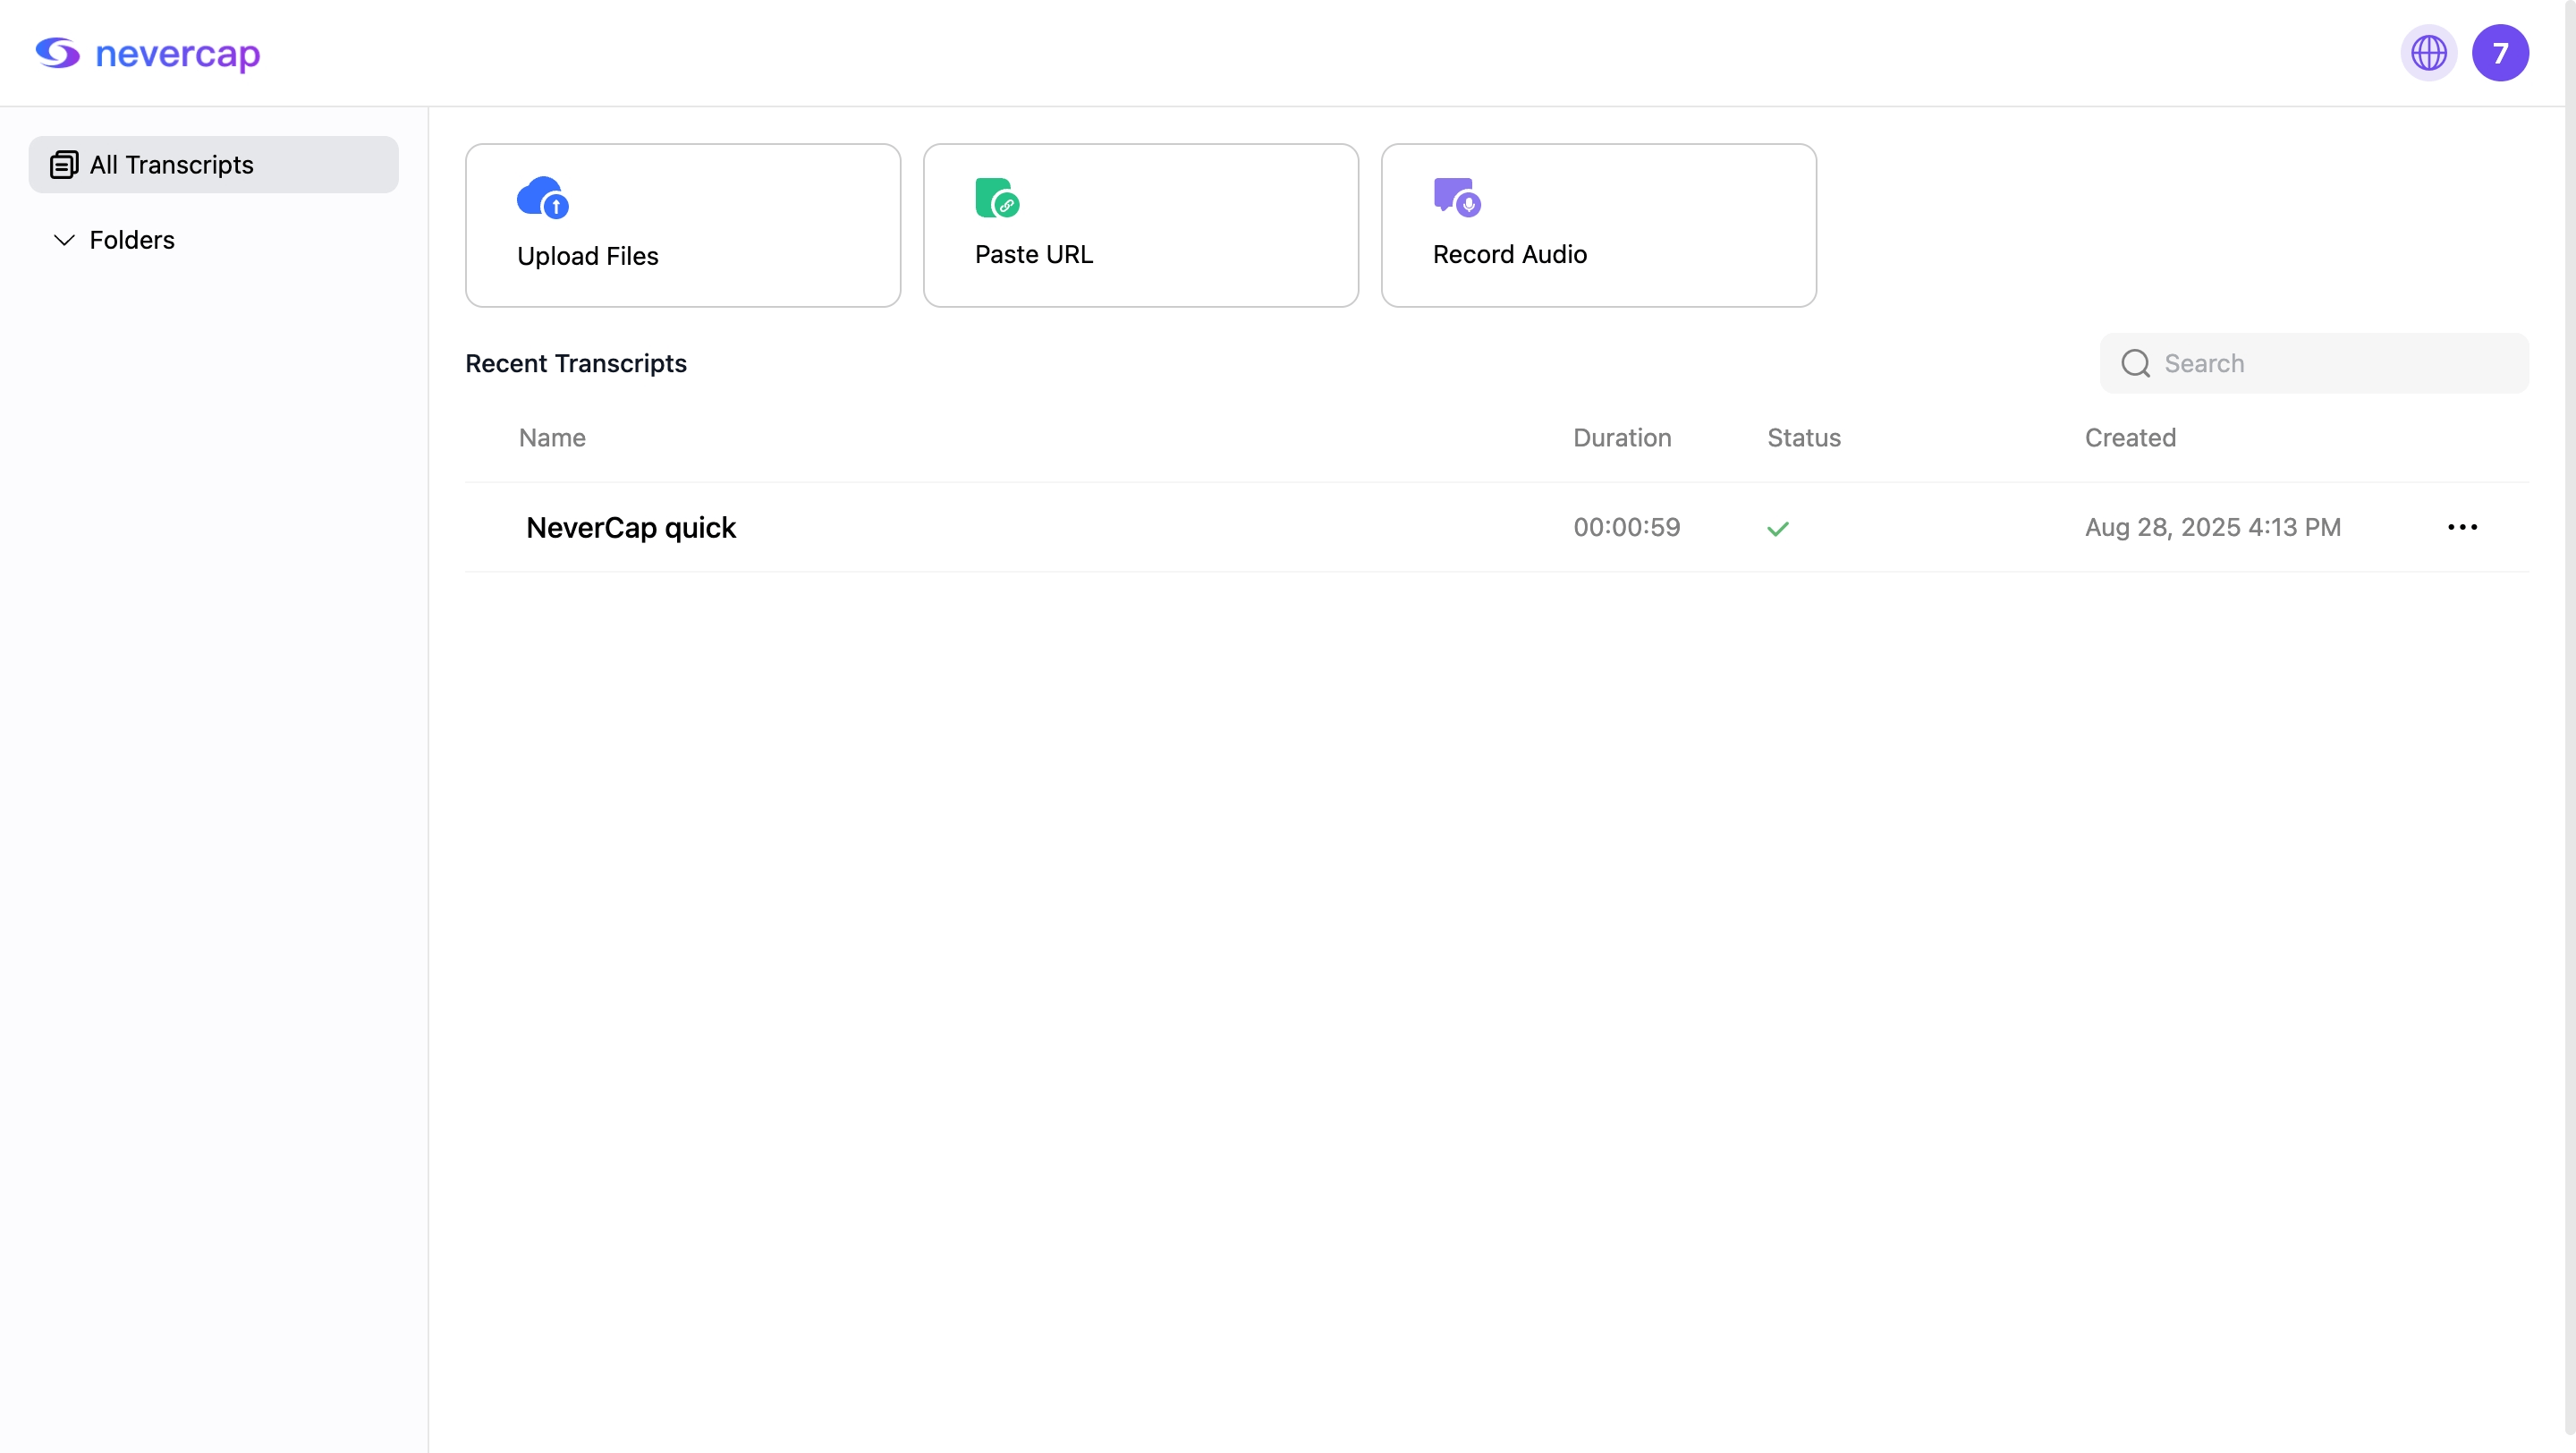 nevercap
7
All Transcripts
Folders
Upload Files
Paste URL
Record Audio
Recent Transcripts
Search
Name Duration Status Created
NeverCap quick 00:00:59 Aug 28, 2025 4:13 PM